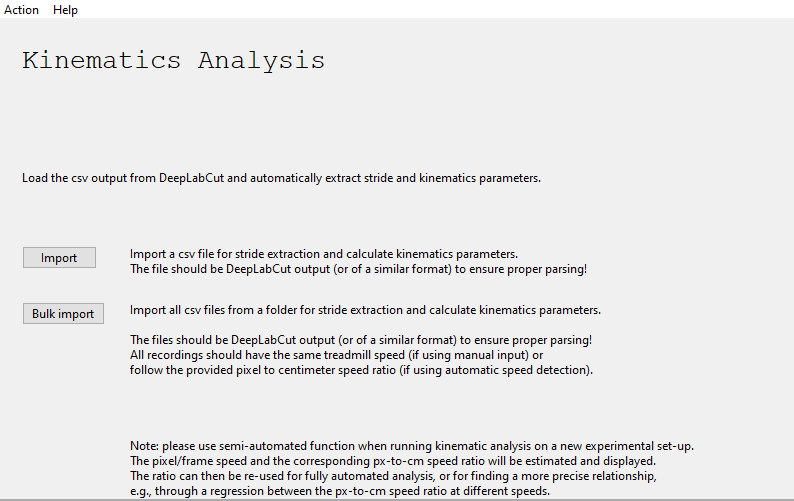 Action Help
Kinematics Analysis
Load the csv output from DeepLabCut and automatically extract stride and kinematics parameters.
Import
Import a csv file for stride extraction and calculate kinematics parameters.
The file should be DeepLabCut output (or of a similar format) to ensure proper parsing!
Bulk import
Import all csv files from a folder for stride extraction and calculate kinematics parameters.
The files should be DeepLabCut output (or of a similar format) to ensure proper parsing!
All recordings should have the same treadmill speed (if using manual input) or
follow the provided pixel to centimeter speed ratio (if using automatic speed detection).
Note: please use semi-automated function when running kinematic analysis on a new experimental set-up.
The pixel/frame speed and the corresponding px-to-cm speed ratio will be estimated and displayed.
The ratio can then be re-used for fully automated analysis, or for finding a more precise relationship,
e.g., through a regression between the px-to-cm speed ratio at different speeds.